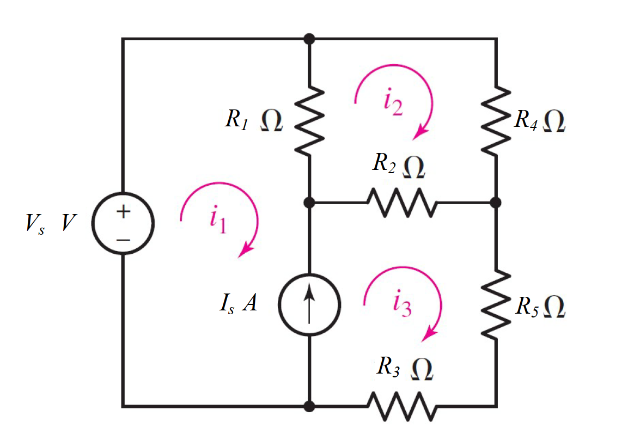 R₁ Ω
i₂
R₄ Ω
R₂ Ω
Vₛ V
+
−
i₁
Iₛ A
i₃
R₅ Ω
R₃ Ω